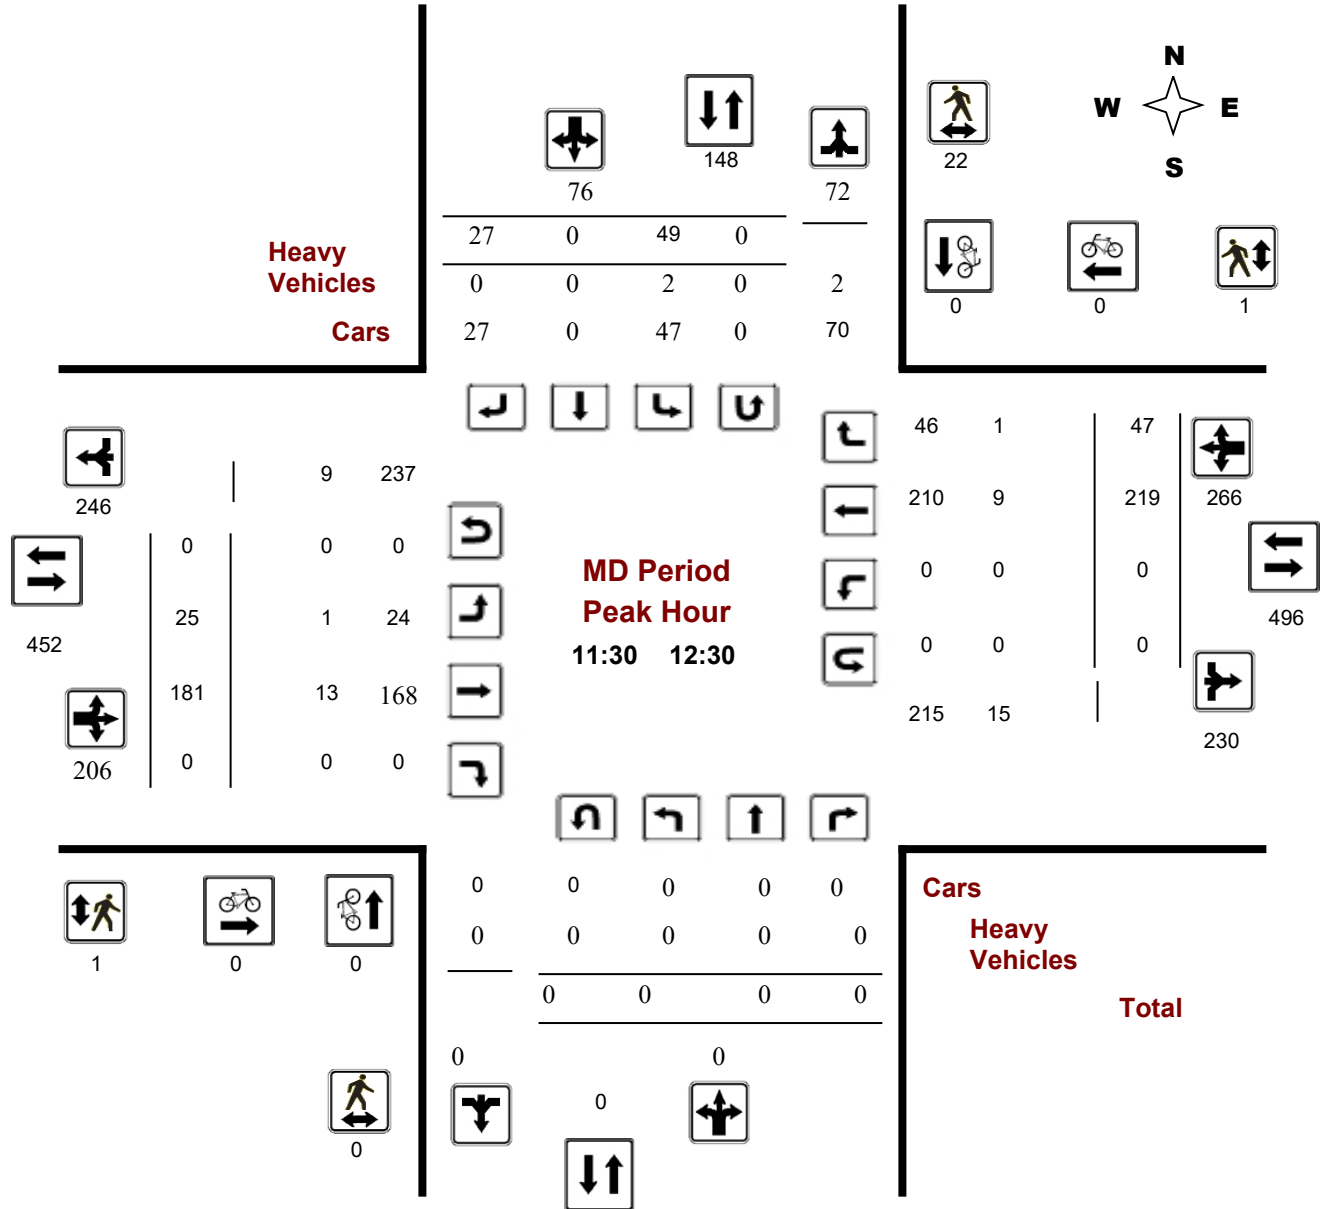 N
W E
S
148
22
76 72
27 0 49 0
Heavy
Vehicles
0 0 2 0 2
Cars
27 0 47 0 70
0 0 1
46 1 47
9 237
246
210 9 219 266
0 0 0
MD Period
0 0 0
25 1 24
Peak Hour
496
452
11:30 12:30
0 0 0
181 13 168
215 15
230
206
0 0 0
0 0 0 0 0
Cars
0 0 0 0 0
Heavy
Vehicles
1 0 0
0 0 0 0
Total
0 0
0
0